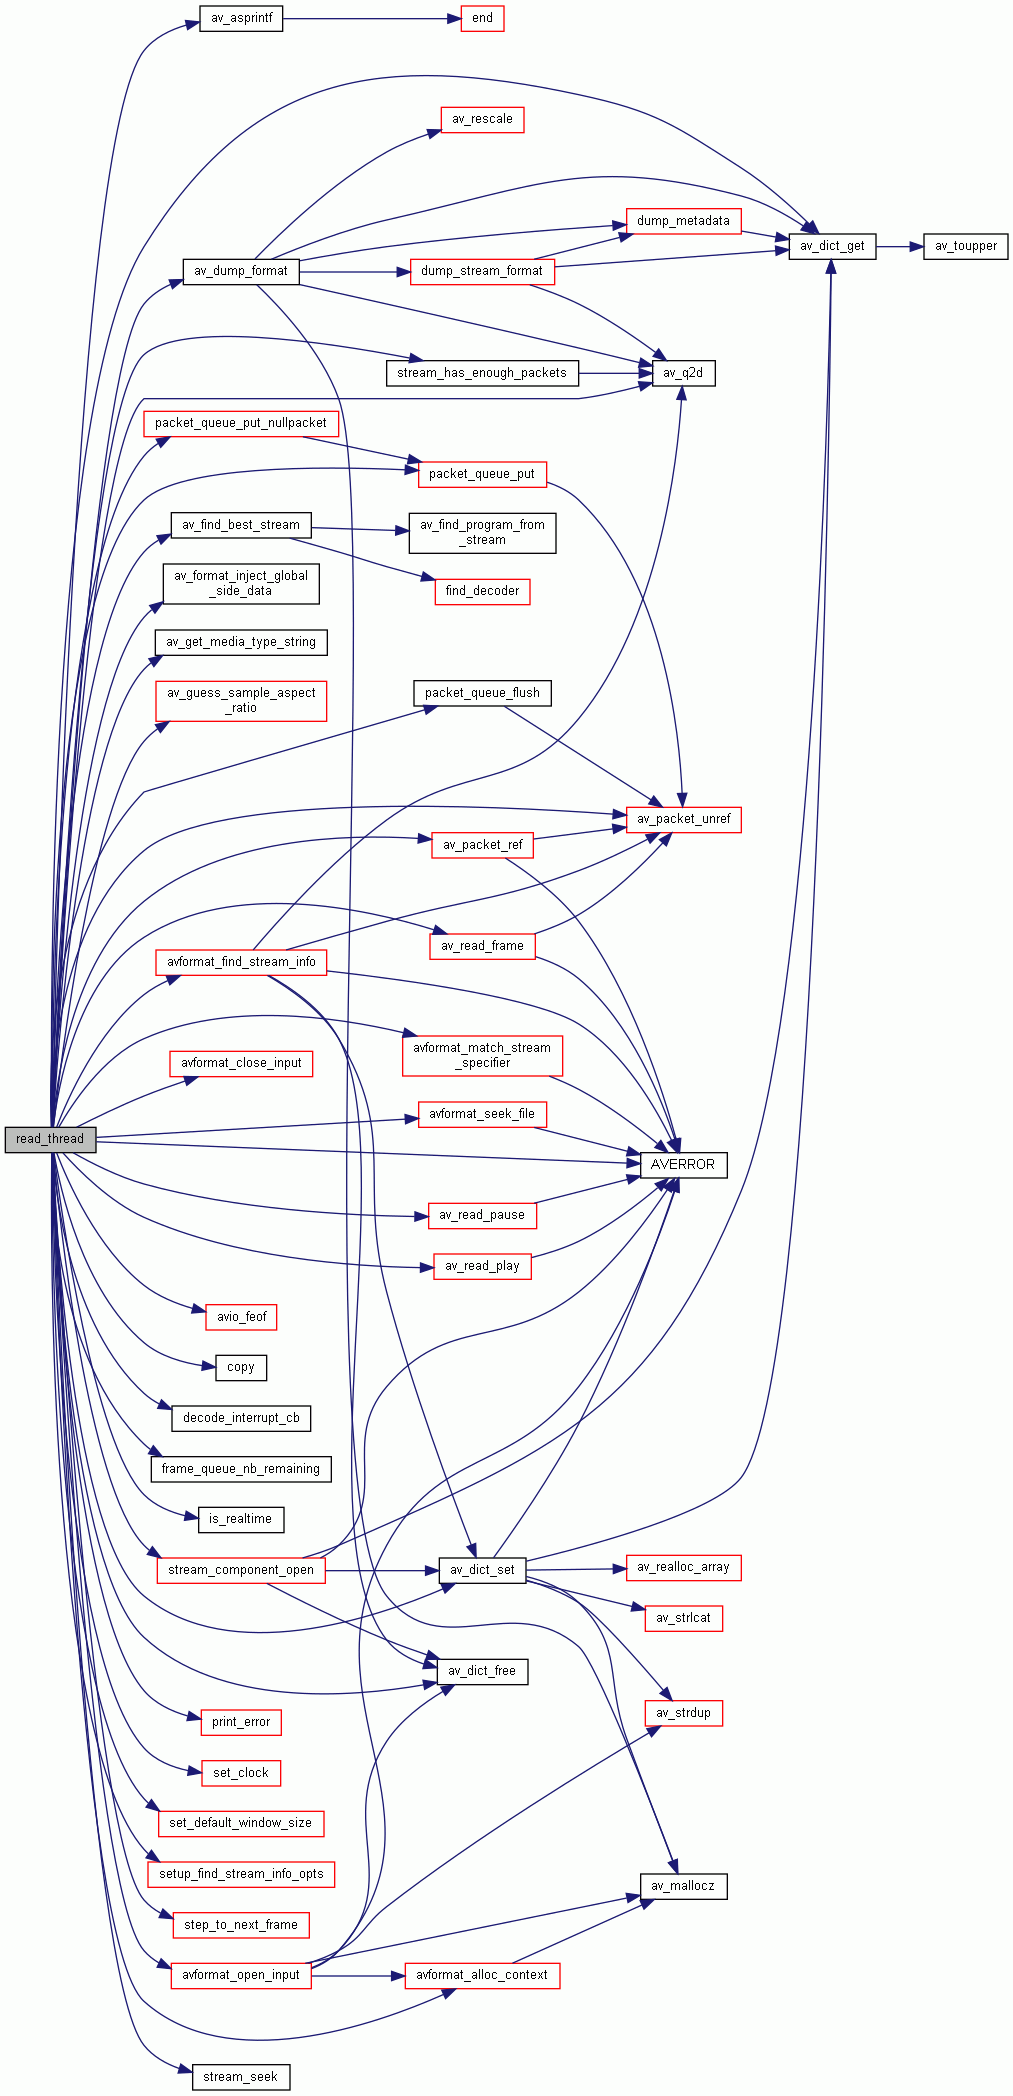 av_asprintf
end
av_rescale
dump_metadata
av_dict_get
av_toupper
av_dump_format
dump_stream_format
stream_has_enough_packets
av_q2d
packet_queue_put_nullpacket
packet_queue_put
av_find_best_stream
av_find_program_from
_stream
av_format_inject_global
_side_data
find_decoder
av_get_media_type_string
av_guess_sample_aspect
_ratio
packet_queue_flush
av_packet_unref
av_packet_ref
av_read_frame
avformat_find_stream_info
avformat_match_stream
_specifier
avformat_close_input
avformat_seek_file
read_thread
AVERROR
av_read_pause
av_read_play
avio_feof
copy
decode_interrupt_cb
frame_queue_nb_remaining
is_realtime
stream_component_open
av_dict_set
av_realloc_array
av_strlcat
av_dict_free
av_strdup
print_error
set_clock
set_default_window_size
setup_find_stream_info_opts
av_mallocz
step_to_next_frame
avformat_open_input
avformat_alloc_context
stream_seek